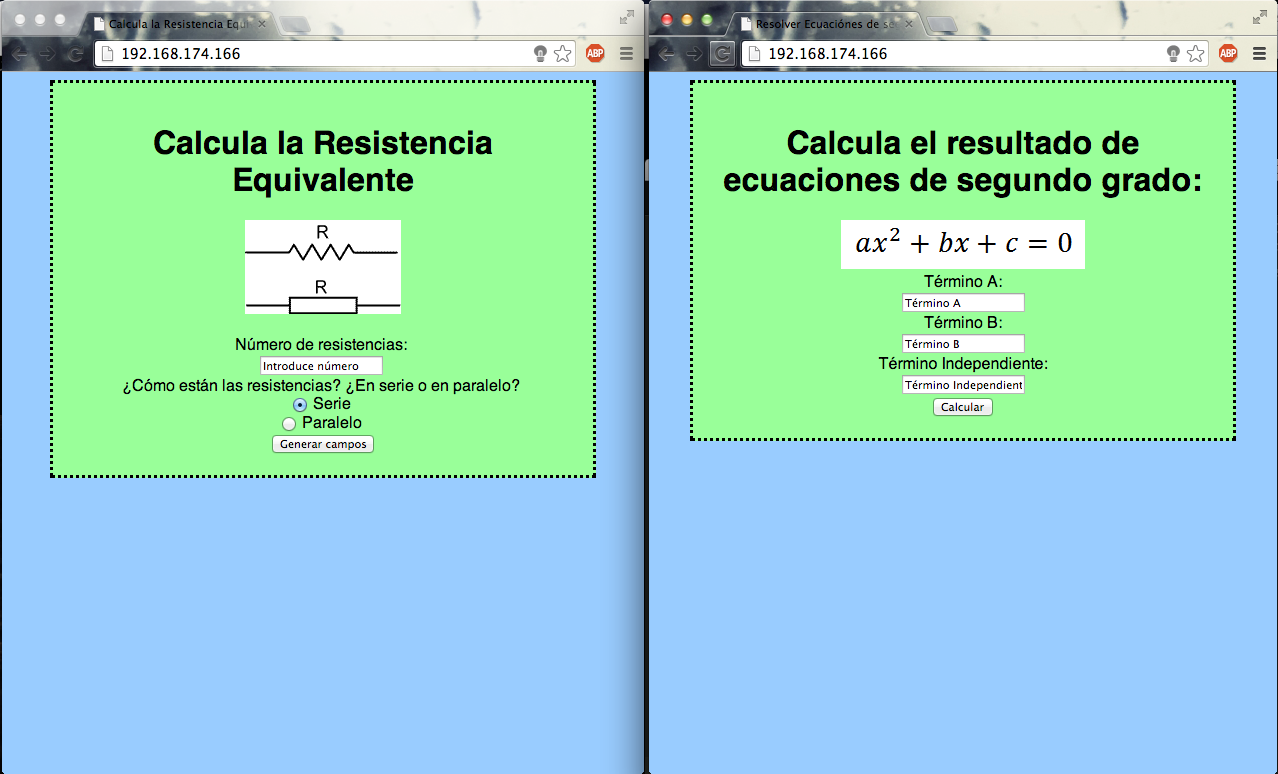 Calcula la Resistencia Equi
192.168.174.166
ABP
Calcula la Resistencia
Equivalente
R
R
Número de resistencias:
Introduce número
¿Cómo están las resistencias? ¿En serie o en paralelo?
Serie
Paralelo
Generar campos
Resolver Ecuaciónes de se
192.168.174.166
ABP
Calcula el resultado de
ecuaciones de segundo grado:
ax² + bx + c = 0
Término A:
Término A
Término B:
Término B
Término Independiente:
Término Independient
Calcular